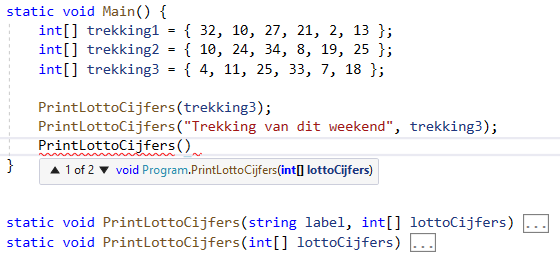 static void Main() {
int[] trekking1 = { 32, 10, 27, 21, 2, 13 };
int[] trekking2 = { 10, 24, 34, 8, 19, 25 };
int[] trekking3 = { 4, 11, 25, 33, 7, 18 };
PrintLottoCijfers(trekking3);
PrintLottoCijfers("Trekking van dit weekend", trekking3);
PrintLottoCijfers()
}
▲ 1 of 2 ▼ void Program.PrintLottoCijfers(int[] lottoCijfers)
static void PrintLottoCijfers(string label, int[] lottoCijfers) ...
static void PrintLottoCijfers(int[] lottoCijfers) ...